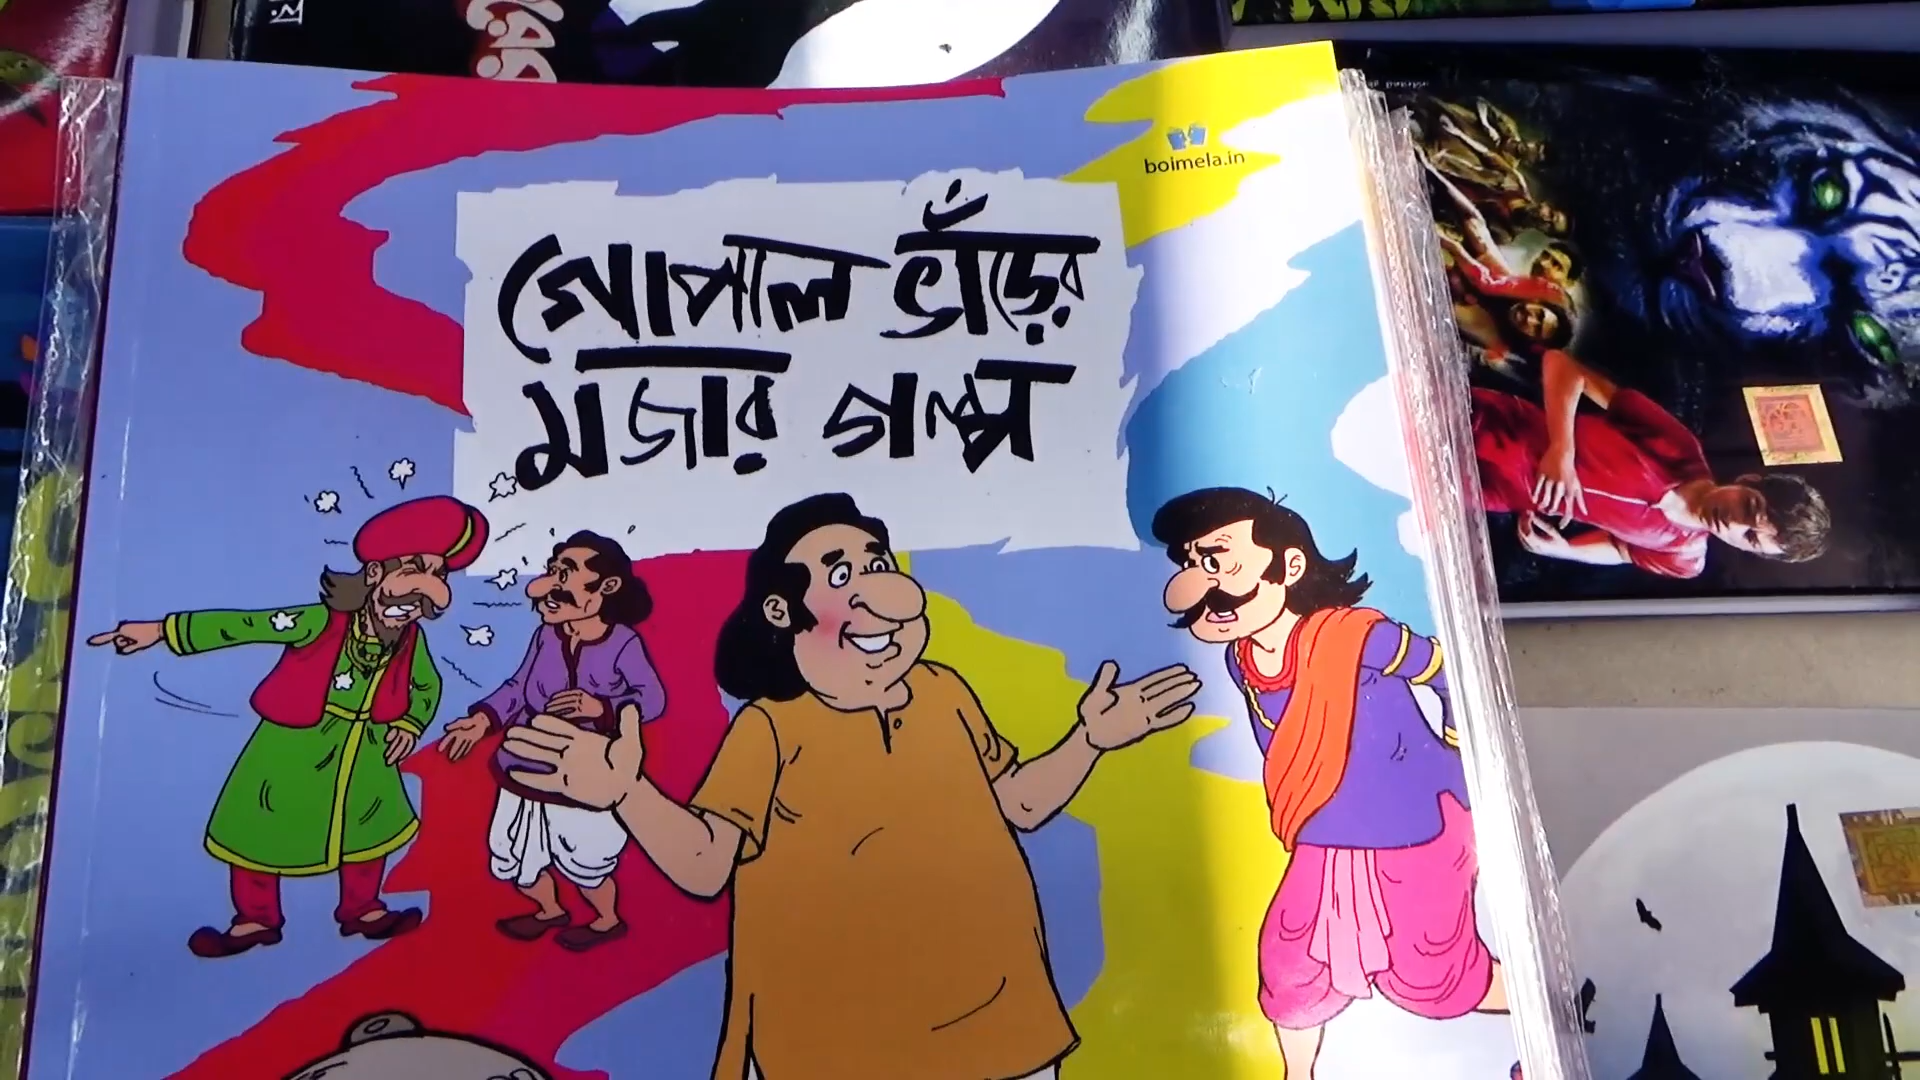 boimela.in
গোপাল ভাঁড়ের
মজার গল্প